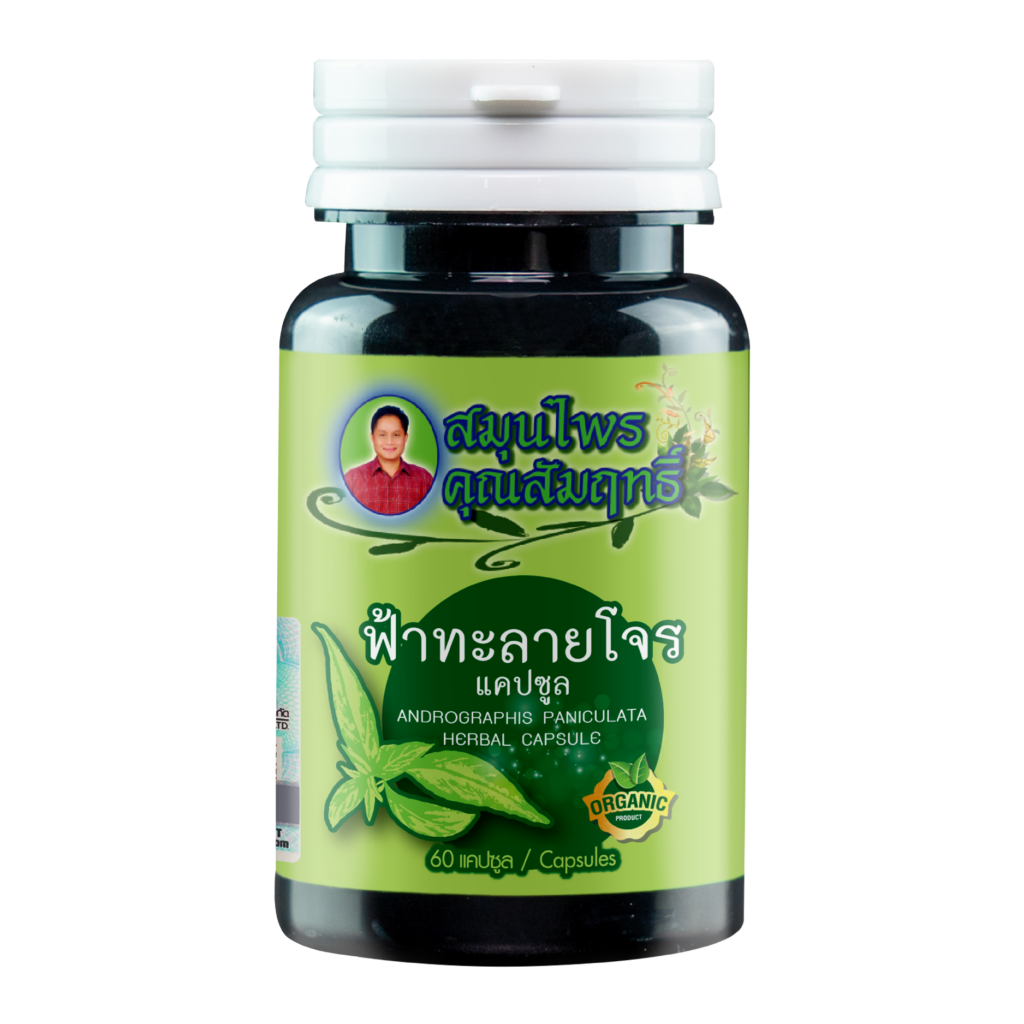 สมุนไพร
คุณสัมฤทธิ์
ฟ้าทะลายโจร
แคปซูล
ANDROGRAPHIS PANICULATA
HERBAL CAPSULE
ORGANIC
PRODUCT
60 แคปซูล / Capsules